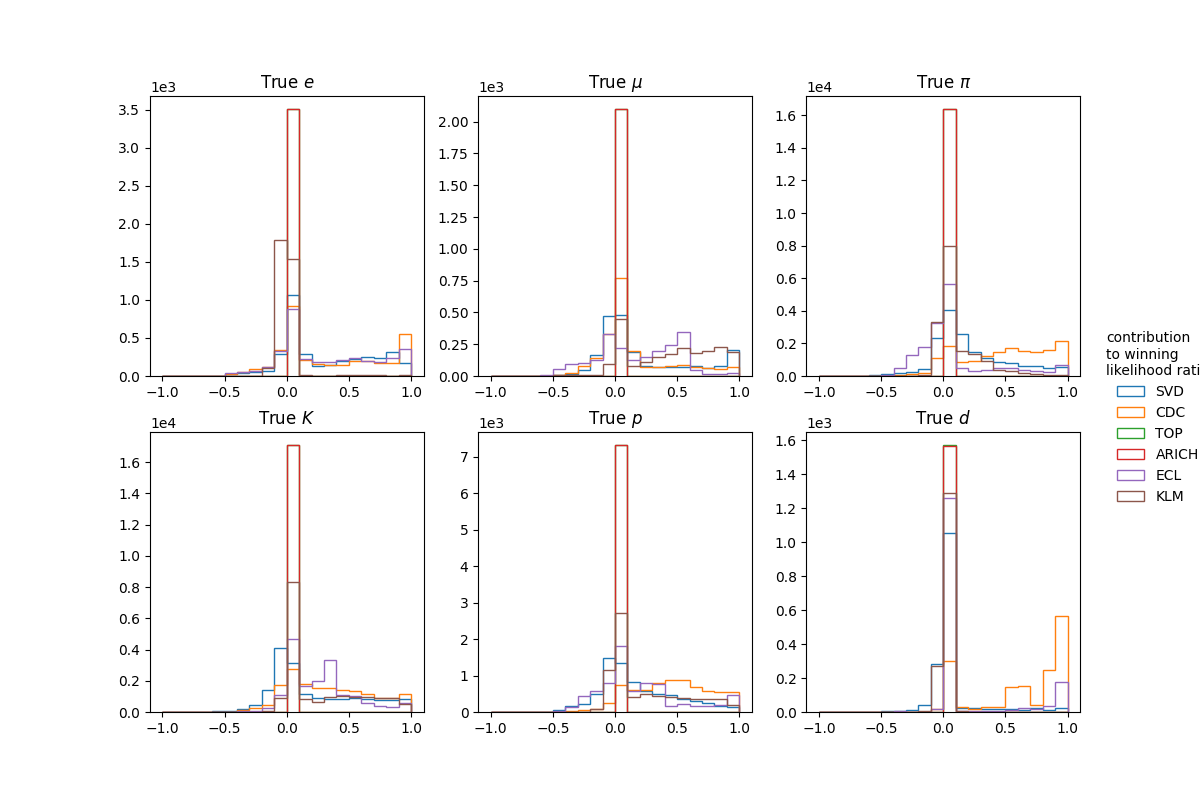 True e
1e3
3.5
3.0
2.5
2.0
1.5
1.0
0.5
0.0
−1.0 −0.5 0.0 0.5 1.0
True μ
1e3
2.00
1.75
1.50
1.25
1.00
0.75
0.50
0.25
0.00
−1.0 −0.5 0.0 0.5 1.0
True π
1e4
1.6
1.4
1.2
1.0
0.8
0.6
0.4
0.2
0.0
−1.0 −0.5 0.0 0.5 1.0
True K
1e4
1.6
1.4
1.2
1.0
0.8
0.6
0.4
0.2
0.0
−1.0 −0.5 0.0 0.5 1.0
True p
1e3
7
6
5
4
3
2
1
0
−1.0 −0.5 0.0 0.5 1.0
True d
1e3
1.6
1.4
1.2
1.0
0.8
0.6
0.4
0.2
0.0
−1.0 −0.5 0.0 0.5 1.0
contribution
to winning
likelihood rati
SVD
CDC
TOP
ARICH
ECL
KLM